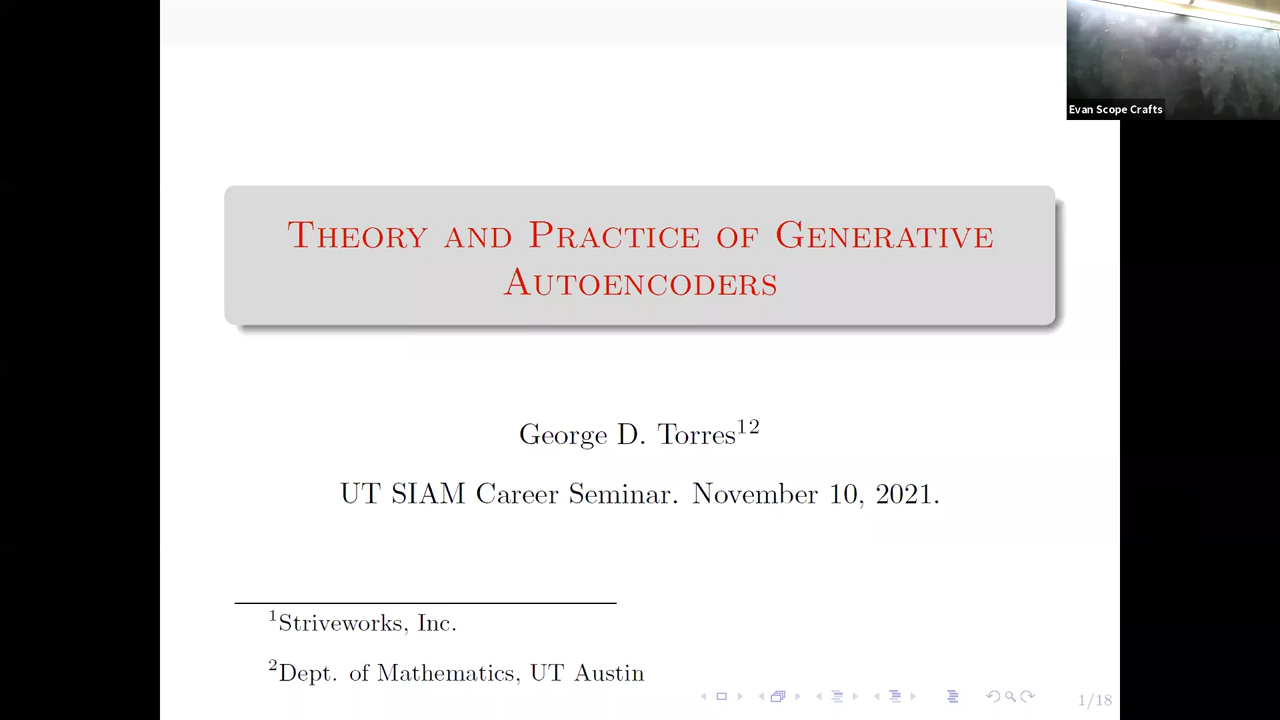 Evan Scope Crafts
Theory and Practice of Generative
Autoencoders
George D. Torres¹²
UT SIAM Career Seminar. November 10, 2021.
¹Striveworks, Inc.
²Dept. of Mathematics, UT Austin
1/18